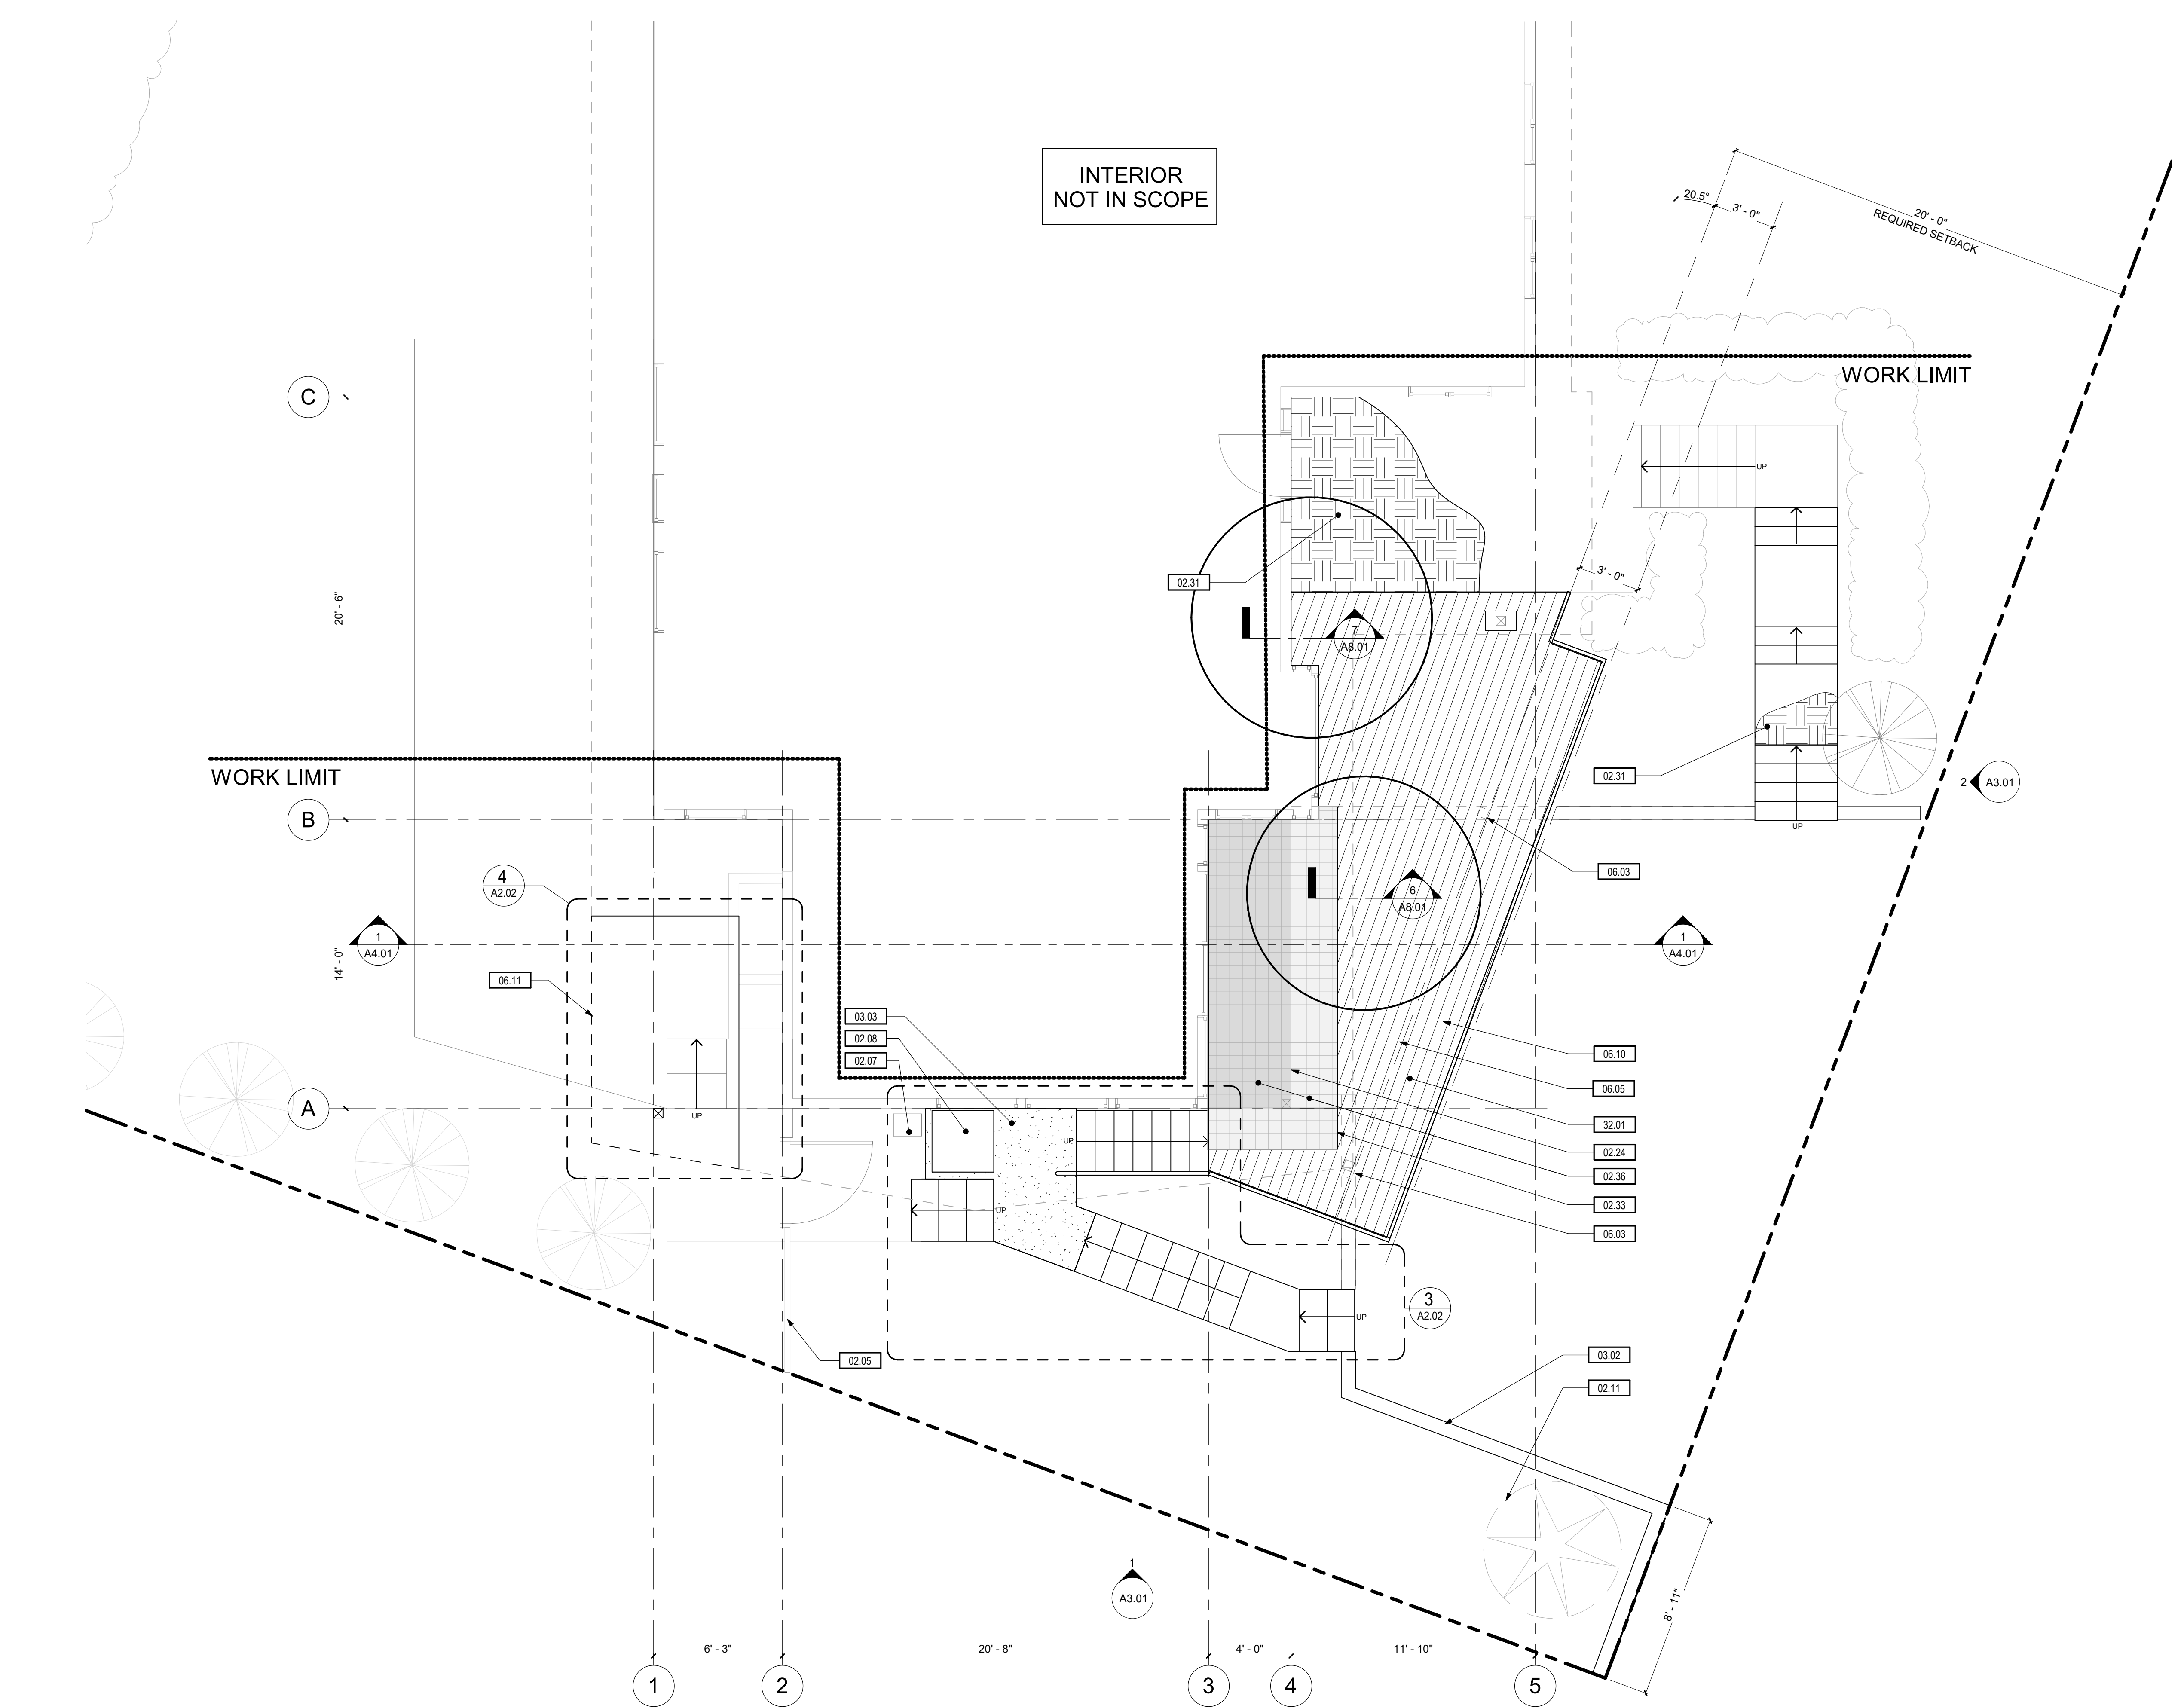 INTERIOR
NOT IN SCOPE
20.5°
3' - 0"
20' - 0"
REQUIRED SETBACK
WORK LIMIT
C
UP
02.31
3' - 0"
20' - 6"
7
A8.01
WORK LIMIT
02.31
2
A3.01
B
UP
06.03
4
A2.02
6
A8.01
1
A4.01
1
A4.01
14' - 0"
06.11
03.03
02.08
02.07
06.10
06.05
A
UP
UP
32.01
02.24
02.36
02.33
UP
06.03
3
A2.02
UP
02.05
03.02
02.11
1
A3.01
8' - 11"
6' - 3"
20' - 8"
4' - 0"
11' - 10"
1
2
3
4
5